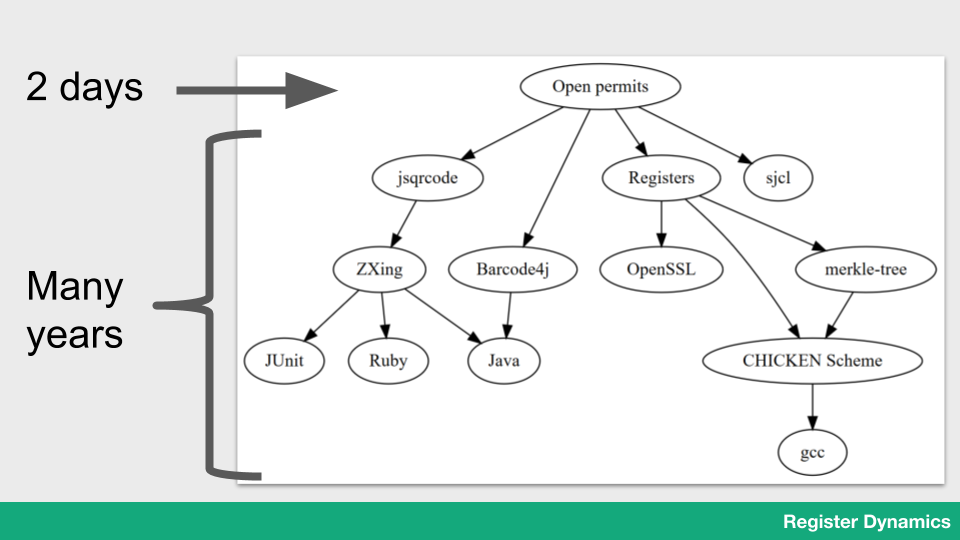 2 days
Open permits
jsqrcode
Registers
sjcl
ZXing
Barcode4j
OpenSSL
merkle-tree
Many
years
JUnit
Ruby
Java
CHICKEN Scheme
gcc
Register Dynamics